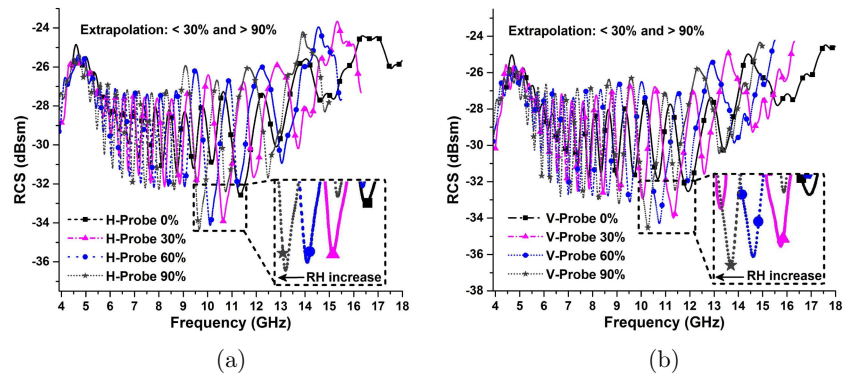 Extrapolation: < 30% and > 90%
RCS (dBsm)
-24
-26
-28
-30
-32
-34
-36
H-Probe 0%
H-Probe 30%
H-Probe 60%
H-Probe 90%
RH increase
4 5 6 7 8 9 10 11 12 13 14 15 16 17 18
Frequency (GHz)
(a)
Extrapolation: < 30% and > 90%
RCS (dBsm)
-22
-24
-26
-28
-30
-32
-34
-36
-38
V-Probe 0%
V-Probe 30%
V-Probe 60%
V-Probe 90%
RH increase
4 5 6 7 8 9 10 11 12 13 14 15 16 17 18
Frequency (GHz)
(b)